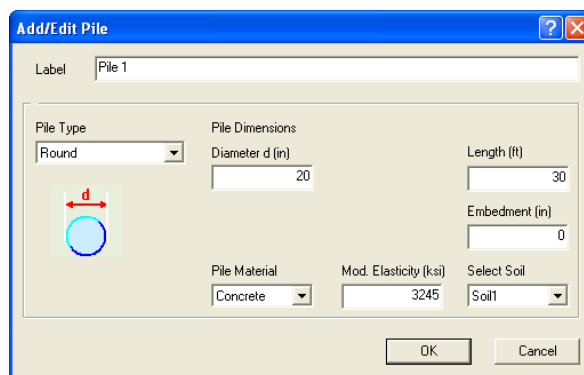 Add/Edit Pile
Label Pile 1
Pile Type Pile Dimensions
Round Diameter d (in) Length (ft)
20 30
d
Embedment (in)
0
Pile Material Mod. Elasticity (ksi) Select Soil
Concrete 3245 Soil1
OK Cancel